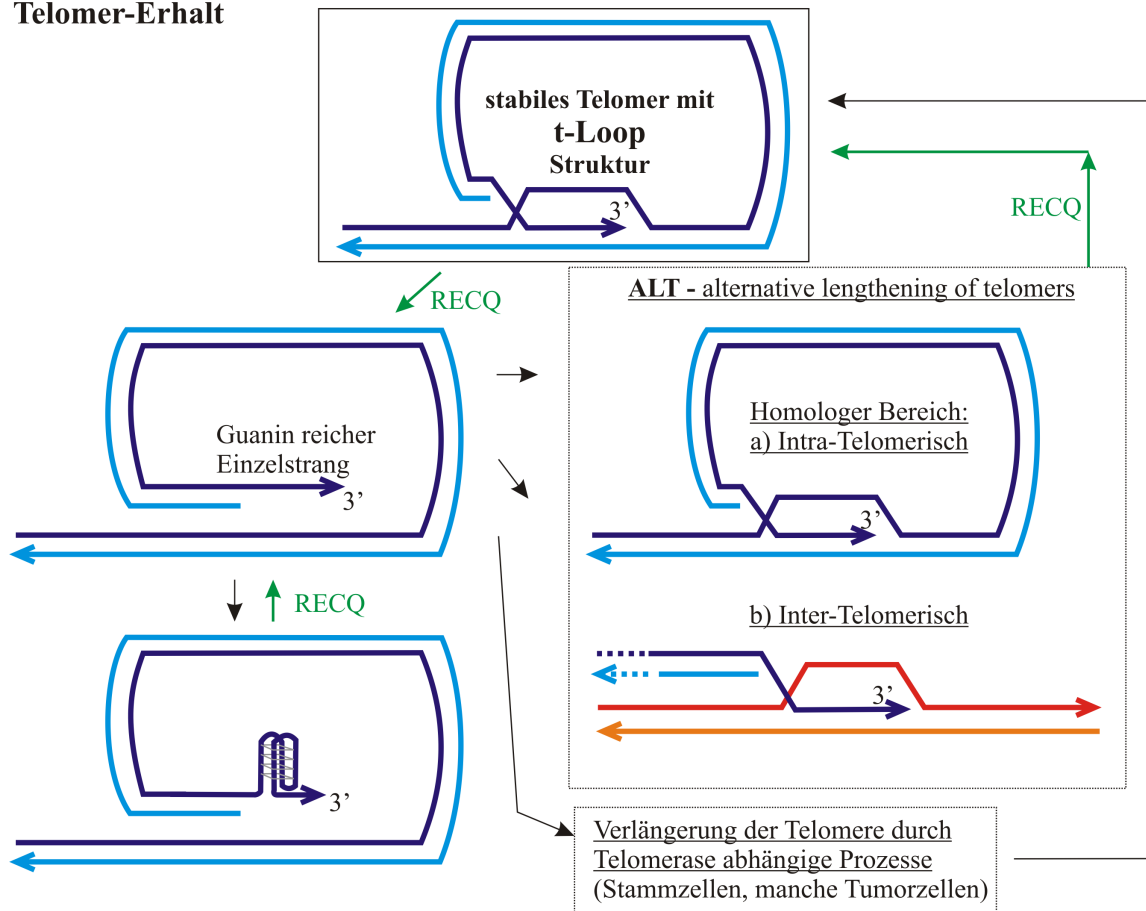 Telomer-Erhalt
stabiles Telomer mit
t-Loop
Struktur
3’
RECQ
RECQ
ALT - alternative lengthening of telomers
Guanin reicher
Einzelstrang
3’
Homologer Bereich:
a) Intra-Telomerisch
3’
RECQ
b) Inter-Telomerisch
3’
3’
Verlängerung der Telomere durch
Telomerase abhängige Prozesse
(Stammzellen, manche Tumorzellen)